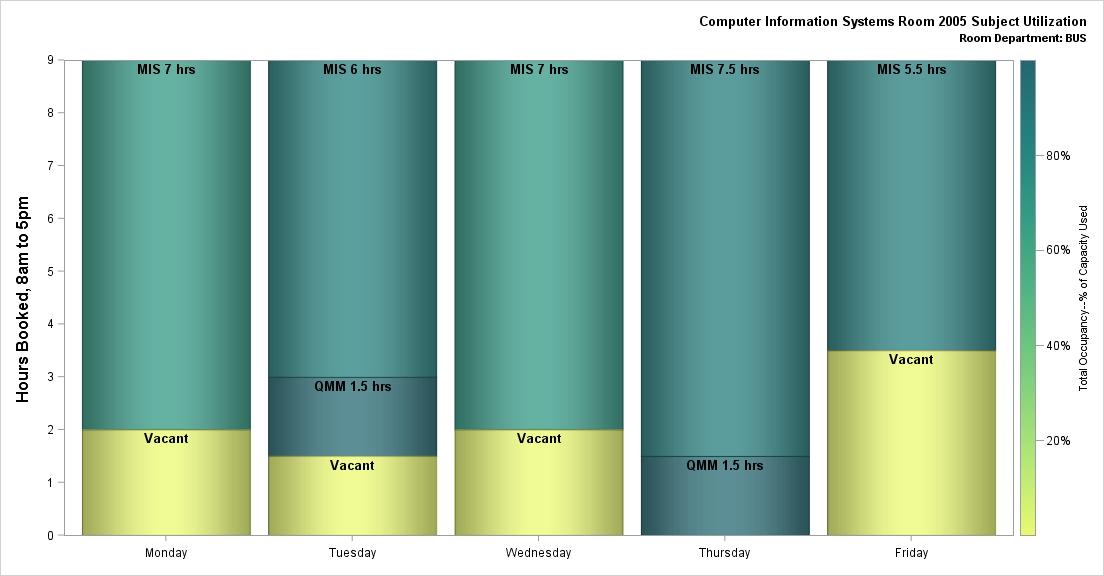 Computer Information Systems Room 2005 Subject Utilization
Room Department: BUS
Hours Booked, 8am to 5pm
9
8
7
6
5
4
3
2
1
0
MIS 7 hrs
Vacant
MIS 6 hrs
QMM 1.5 hrs
Vacant
MIS 7 hrs
Vacant
MIS 7.5 hrs
QMM 1.5 hrs
MIS 5.5 hrs
Vacant
Monday
Tuesday
Wednesday
Thursday
Friday
80%
60%
40%
20%
Total Occupancy--% of Capacity Used